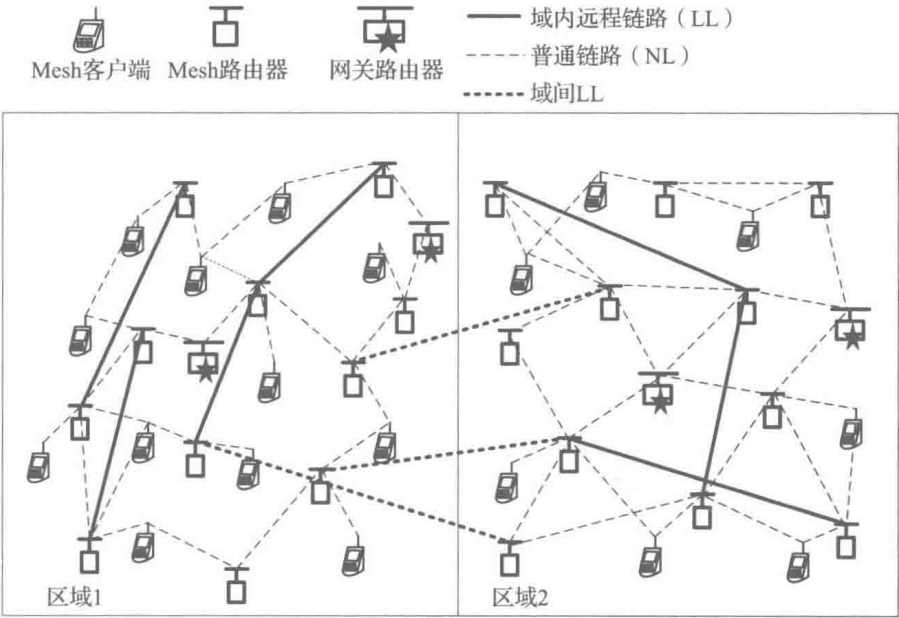 域内远程链路（LL）
普通链路（NL）
Mesh客户端 Mesh路由器 网关路由器
域间LL
区域1
区域2